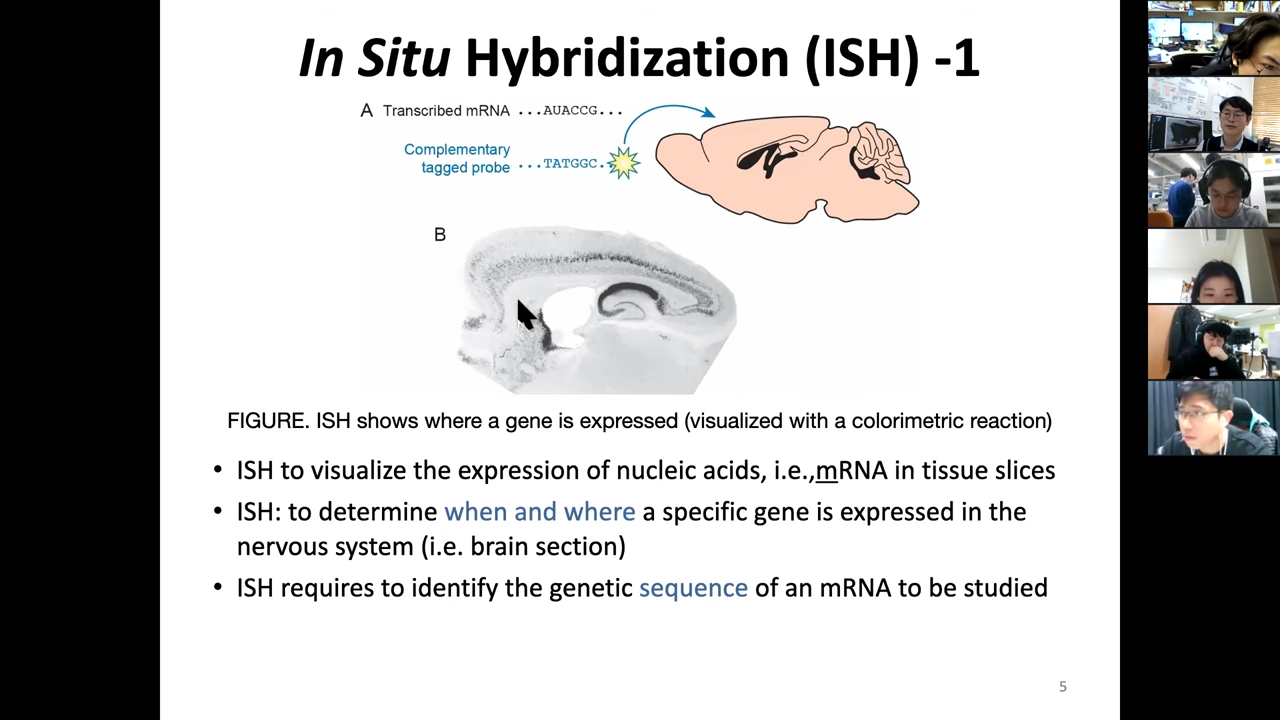 In Situ Hybridization (ISH) -1
A Transcribed mRNA ...AUACCG...
Complementary
tagged probe ...TATGGC..
B
FIGURE. ISH shows where a gene is expressed (visualized with a colorimetric reaction)
• ISH to visualize the expression of nucleic acids, i.e.,mRNA in tissue slices
• ISH: to determine when and where a specific gene is expressed in the
nervous system (i.e. brain section)
• ISH requires to identify the genetic sequence of an mRNA to be studied
5